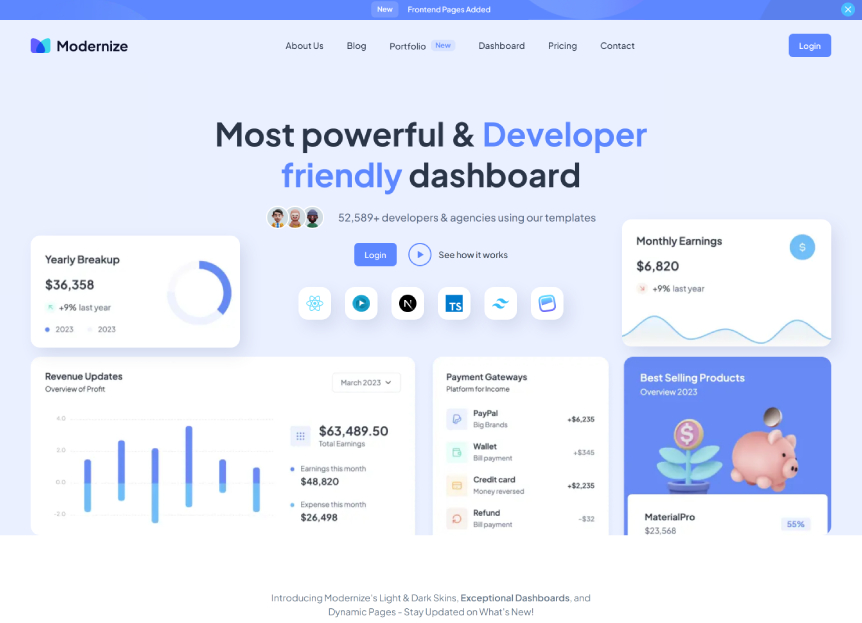 New Frontend Pages Added
Modernize
About Us Blog Portfolio New Dashboard Pricing Contact
Login
Most powerful & Developer
friendly dashboard
52,589+ developers & agencies using our templates
Login See how it works
TS
Yearly Breakup
$36,358
+9% last year
2023 2023
Monthly Earnings
$
$6,820
+9% last year
Revenue Updates
Overview of Profit
March 2023
4.0
2.0
0.0
-2.0
$63,489.50
Total Earnings
Earnings this month
$48,820
Expense this month
$26,498
Payment Gateways
Platform for Income
PayPal
Big Brands
+$6,235
Wallet
Bill payment
+$345
Credit card
Money reversed
+$2,235
Refund
Bill payment
-$32
Best Selling Products
Overview 2023
$
MaterialPro
$23,568
55%
Introducing Modernize's Light & Dark Skins, Exceptional Dashboards, and
Dynamic Pages - Stay Updated on What's New!